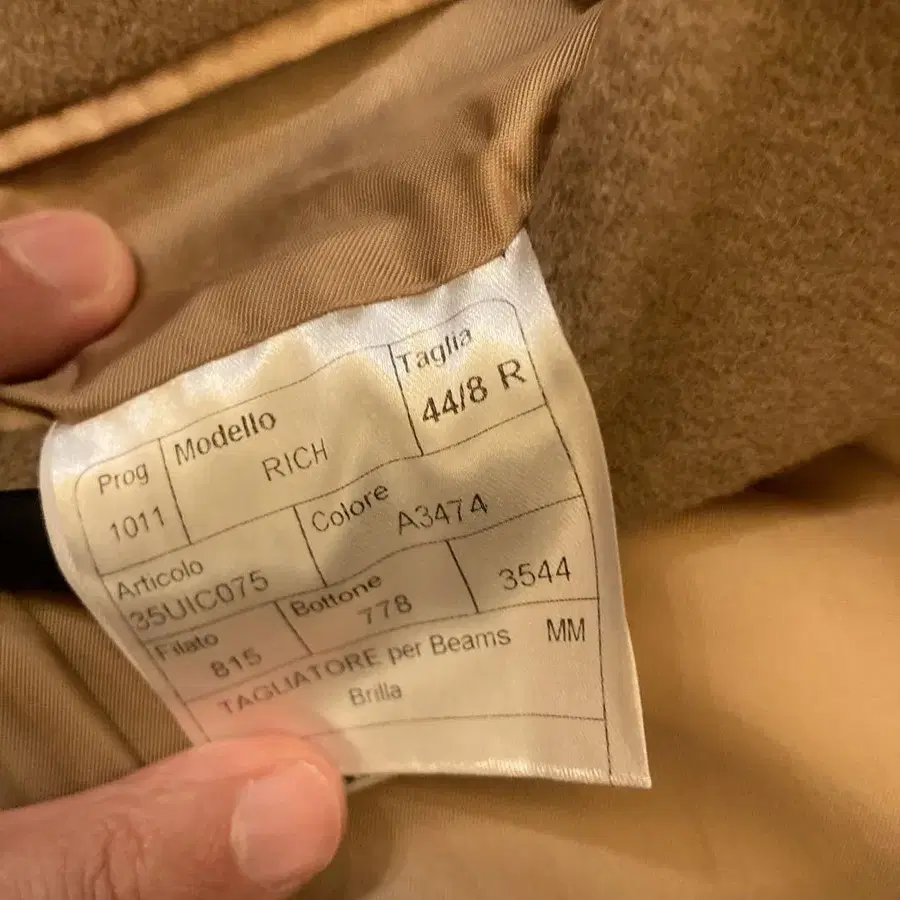 Prog Modello Taglia
1011 RICH 44/8 R
Articolo Colore
35UIC075 A3474
Filato Bottone 3544
815 778
TAGLIATORE per Beams MM
Brilla